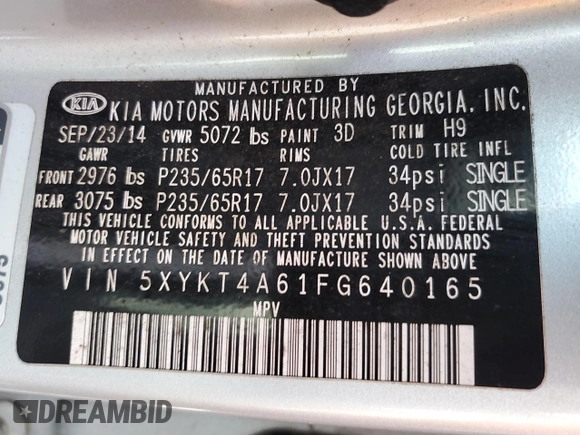 MANUFACTURED BY
KIA KIA MOTORS MANUFACTURING GEORGIA, INC.
SEP/23/14 GVWR 5072 lbs PAINT 3D TRIM H9
GAWR TIRES RIMS COLD TIRE INFL
FRONT 2976 lbs P235/65R17 7.0JX17 34psi SINGLE
REAR 3075 lbs P235/65R17 7.0JX17 34psi SINGLE
THIS VEHICLE CONFORMS TO ALL APPLICABLE U.S.A. FEDERAL
MOTOR VEHICLE SAFETY AND THEFT PREVENTION STANDARDS
IN EFFECT ON THE DATE OF MANUFACTURE SHOWN ABOVE.
VIN 5XYKT4A61FG640165
MPV
DREAMBID